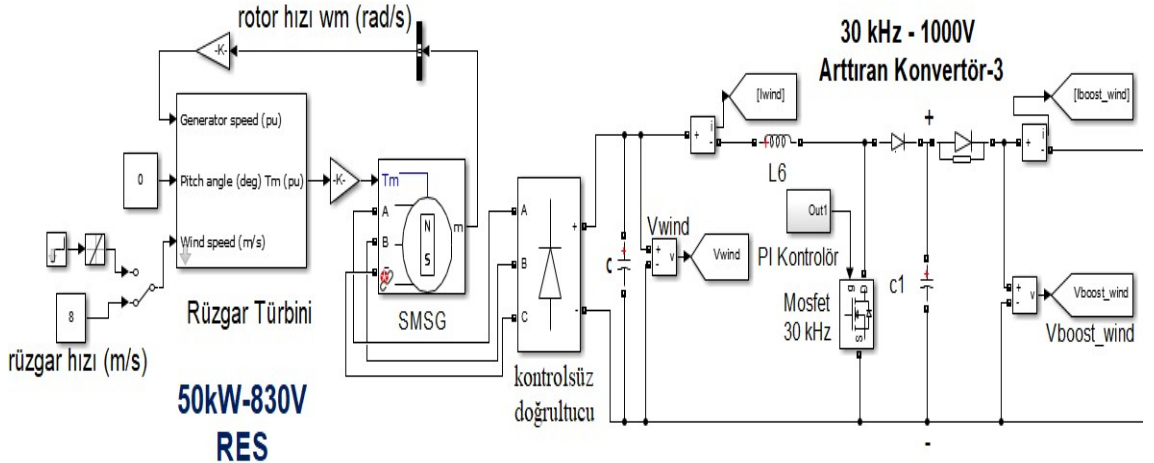 rotor hızı wm (rad/s)
-K-
Generator speed (pu)
Pitch angle (deg) Tm (pu)
Wind speed (m/s)
0
8
rüzgar hızı (m/s)
Rüzgar Türbini
50kW-830V
RES
-K-
Tm
A
B
m
N
S
SMSG
A
B
C
+
-
kontrolsüz
doğrultucu
30 kHz - 1000V
Arttıran Konvertör-3
[Iwind]
+
i
-
L6
C
Vwind
+
-
v
Vwind
Out1
PI Kontrolör
Mosfet
30 kHz
g
D
S
c1
+
-
[Iboost_wind]
+
i
-
+
-
v
Vboost_wind
Vboost_wind